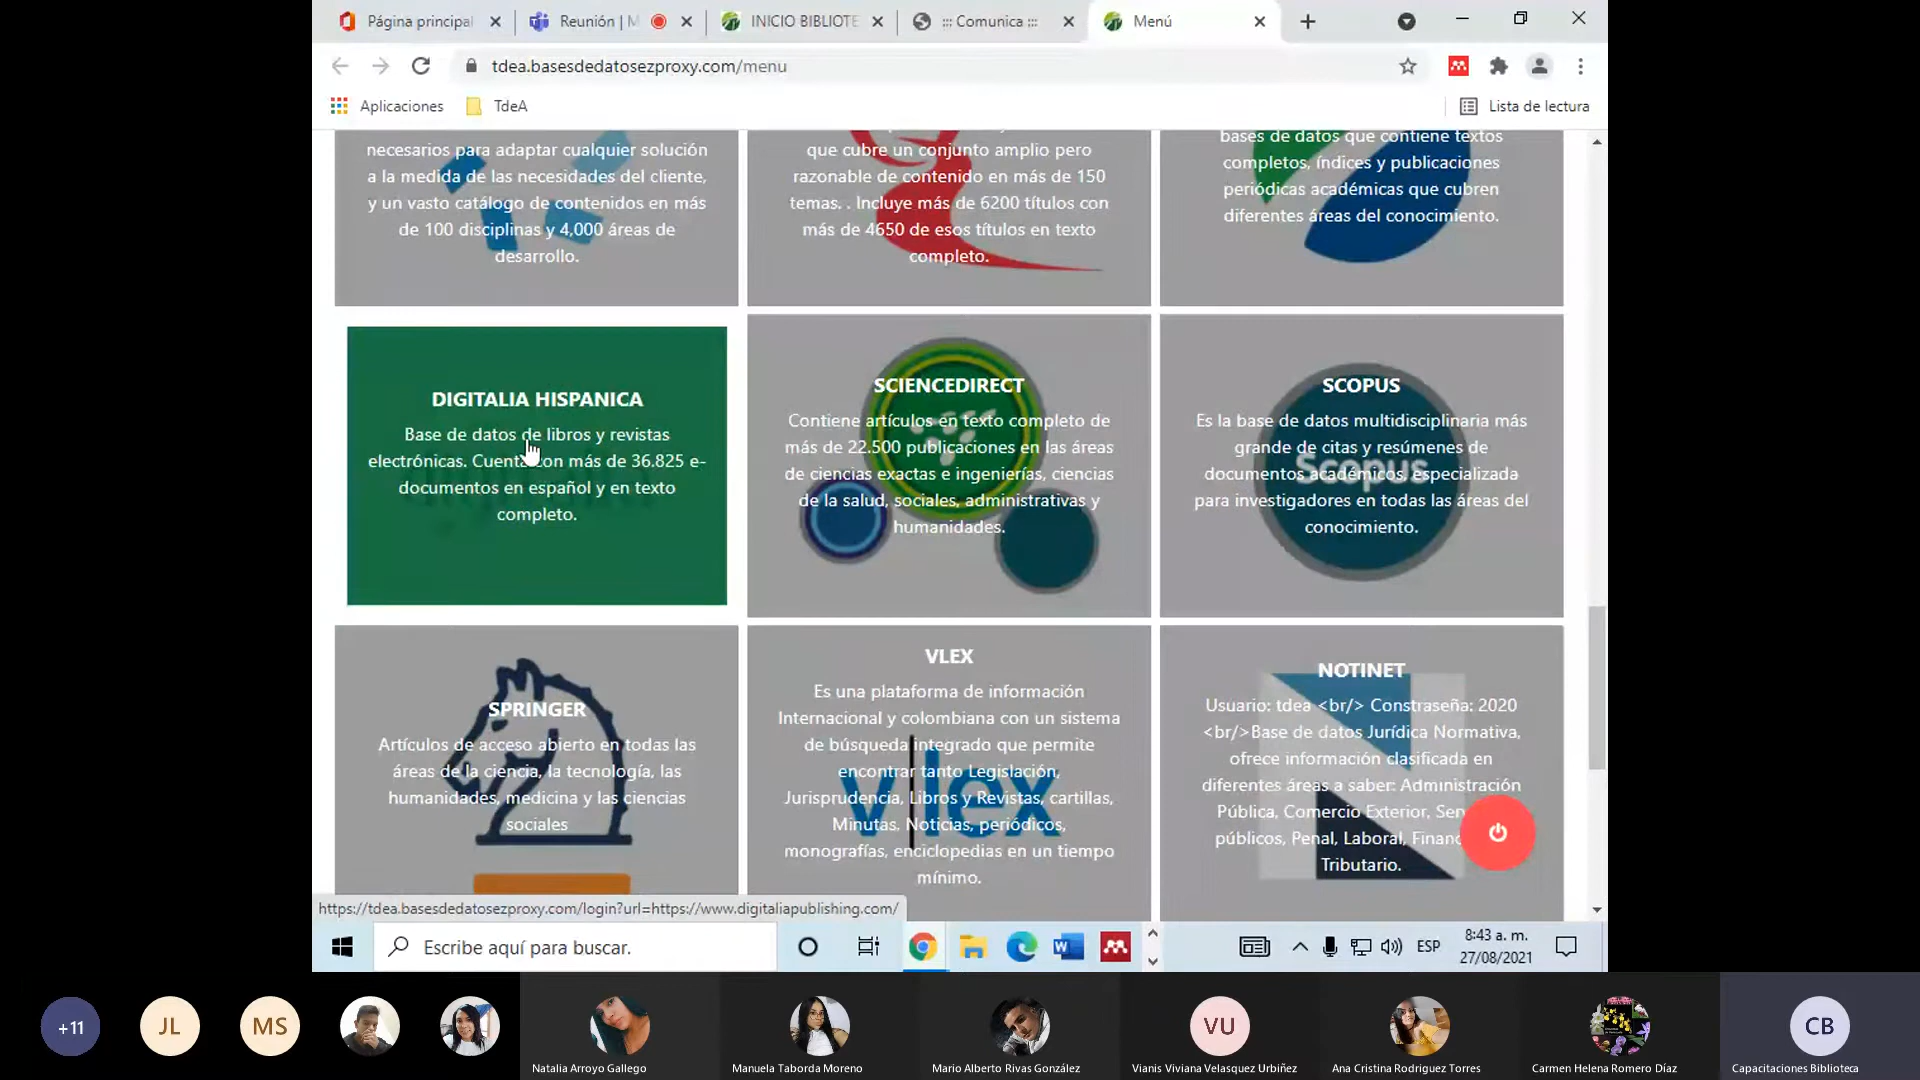 Página principal
Reunión | M
INICIO BIBLIOTE
::: Comunica :::
Menú
tdea.basesdedatosezproxy.com/menu
Aplicaciones
TdeA
Lista de lectura
necesarios para adaptar cualquier solución
a la medida de las necesidades del cliente,
y un vasto catálogo de contenidos en más
de 100 disciplinas y 4,000 áreas de
desarrollo.
que cubre un conjunto amplio pero
razonable de contenido en más de 150
temas. . Incluye más de 6200 títulos con
más de 4650 de esos títulos en texto
completo.
bases de datos que contiene textos
completos, índices y publicaciones
periódicas académicas que cubren
diferentes áreas del conocimiento.
DIGITALIA HISPANICA
Base de datos de libros y revistas
electrónicas. Cuenta con más de 36.825 e-
documentos en español y en texto
completo.
SCIENCEDIRECT
Contiene artículos en texto completo de
más de 22.500 publicaciones en las áreas
de ciencias exactas e ingenierías, ciencias
de la salud, sociales, administrativas y
humanidades.
SCOPUS
Es la base de datos multidisciplinaria más
grande de citas y resúmenes de
documentos académicos, especializada
para investigadores en todas las áreas del
conocimiento.
Scopus
SPRINGER
Artículos de acceso abierto en todas las
áreas de la ciencia, la tecnología, las
humanidades, medicina y las ciencias
sociales
VLEX
Es una plataforma de información
Internacional y colombiana con un sistema
de búsqueda integrado que permite
encontrar tanto Legislación,
Jurisprudencia, Libros y Revistas, cartillas,
Minutas. Noticias, periódicos,
monografías, enciclopedias en un tiempo
mínimo.
vlex
NOTINET
Usuario: tdea <br/> Constraseña: 2020
<br/>Base de datos Jurídica Normativa,
ofrece información clasificada en
diferentes áreas a saber: Administración
Pública, Comercio Exterior, Ser
públicos, Penal, Laboral, Financ
Tributario.
https://tdea.basesdedatosezproxy.com/login?url=https://www.digitaliapublishing.com/
Escribe aquí para buscar.
ESP
8:43 a. m.
27/08/2021
+11
JL
MS
VU
CB
Natalia Arroyo Gallego
Manuela Taborda Moreno
Mario Alberto Rivas González
Vianis Viviana Velasquez Urbiñez
Ana Cristina Rodriguez Torres
Carmen Helena Romero Díaz
Capacitaciones Biblioteca